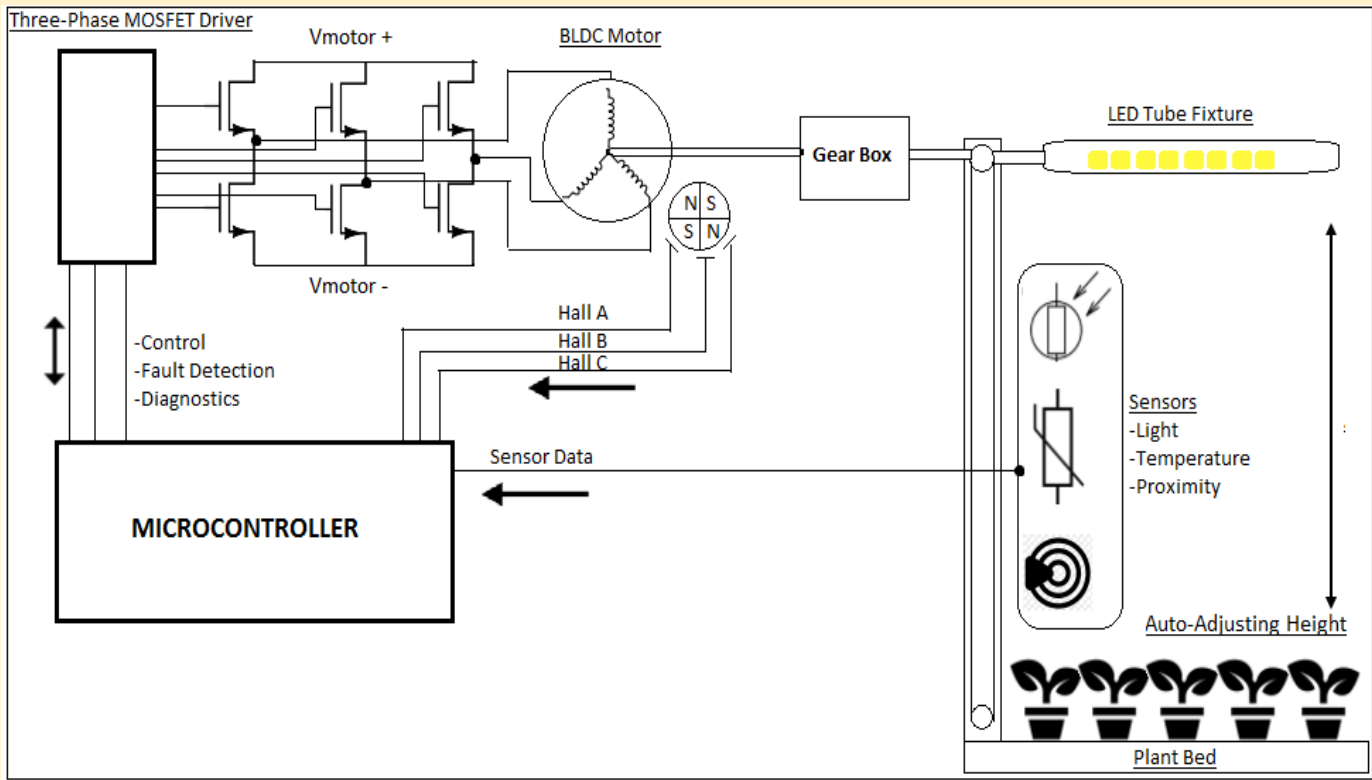 Three-Phase MOSFET Driver
Vmotor +
BLDC Motor
LED Tube Fixture
Gear Box
N S
S N
Vmotor -
Hall A
Hall B
Hall C
-Control
-Fault Detection
-Diagnostics
Sensors
-Light
-Temperature
-Proximity
Sensor Data
MICROCONTROLLER
Auto-Adjusting Height
Plant Bed